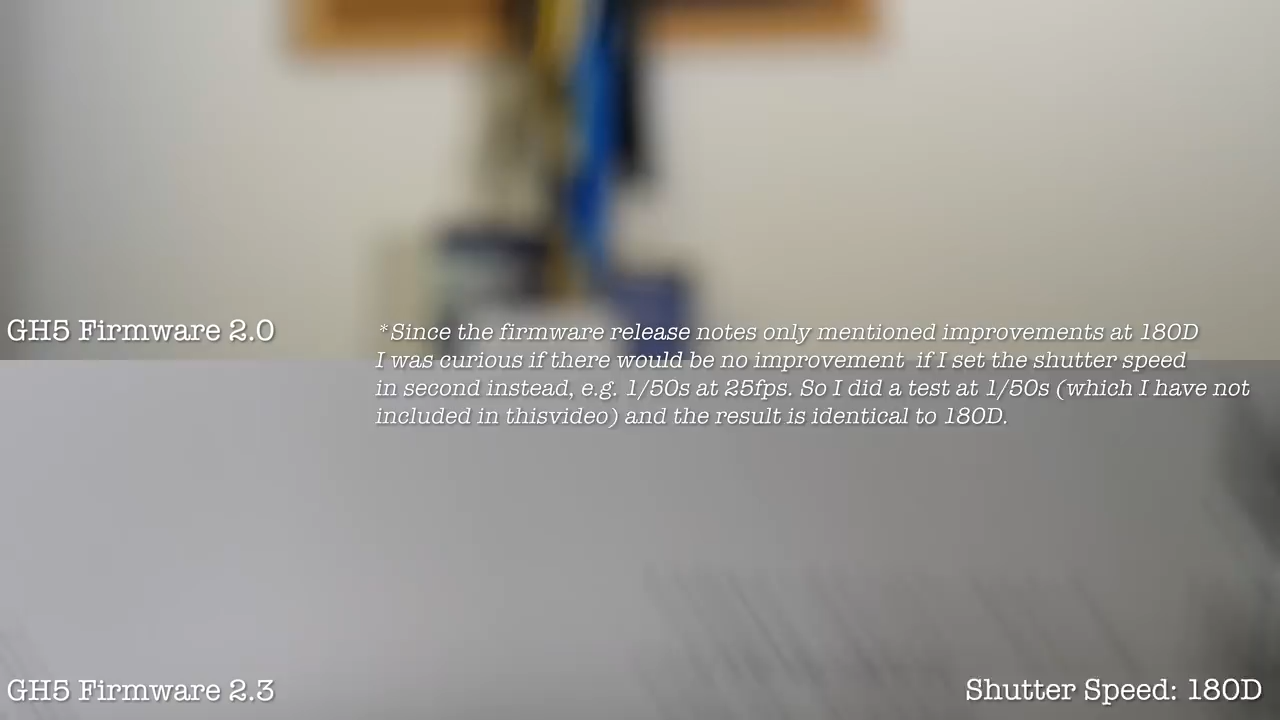 GH5 Firmware 2.0
*Since the firmware release notes only mentioned improvements at 180D
I was curious if there would be no improvement  if I set the shutter speed
in second instead, e.g. 1/50s at 25fps. So I did a test at 1/50s (which I have not
included in thisvideo) and the result is identical to 180D.
GH5 Firmware 2.3
Shutter Speed: 180D